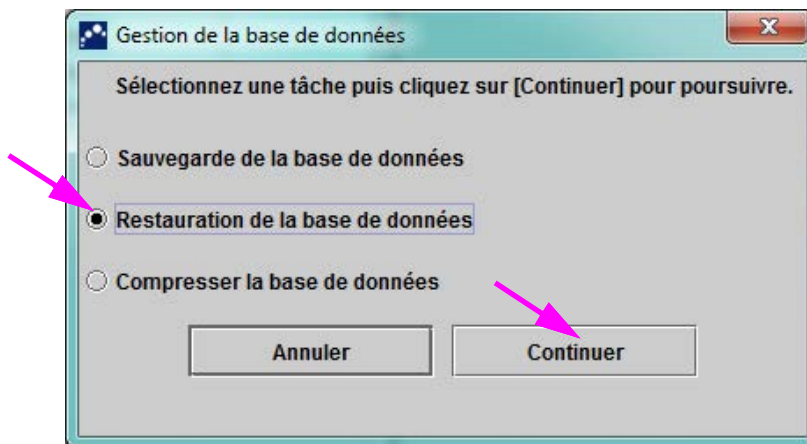 Gestion de la base de données
Sélectionnez une tâche puis cliquez sur [Continuer] pour poursuivre.
Sauvegarde de la base de données
Restauration de la base de données
Compresser la base de données
Annuler
Continuer